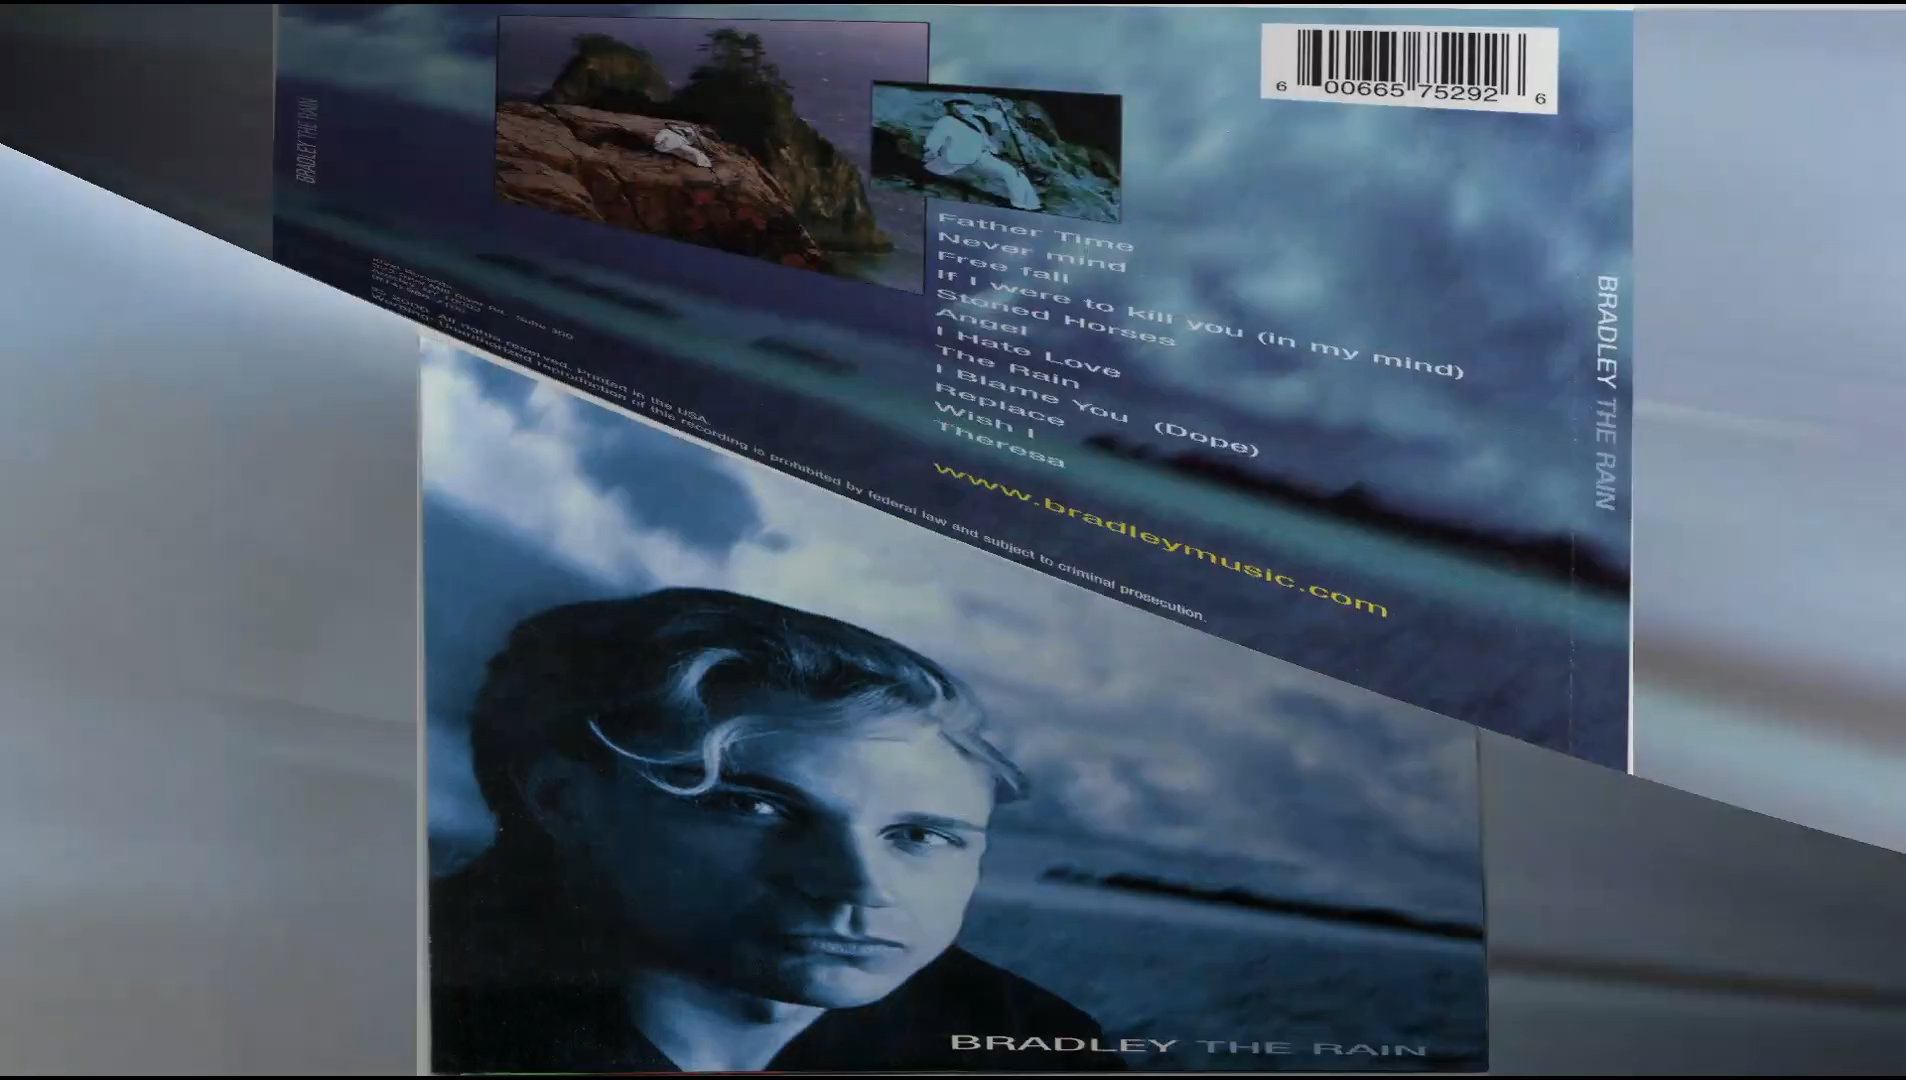 BRADLEY THE RAIN
6 00665 75292 6
Father Time
Never mind
Free fall
If I were to kill you (in my mind)
Stoned Horses
Angel
I Hate Love
The Rain
I Blame You (Dope)
Replace
Wish I
Theresa
www.bradleymusic.com
BRADLEY THE RAIN
© 2000. All rights reserved. Printed in the USA.
Warning: Unauthorized reproduction of this recording is prohibited by federal law and subject to criminal prosecution.
BRADLEY THE RAIN